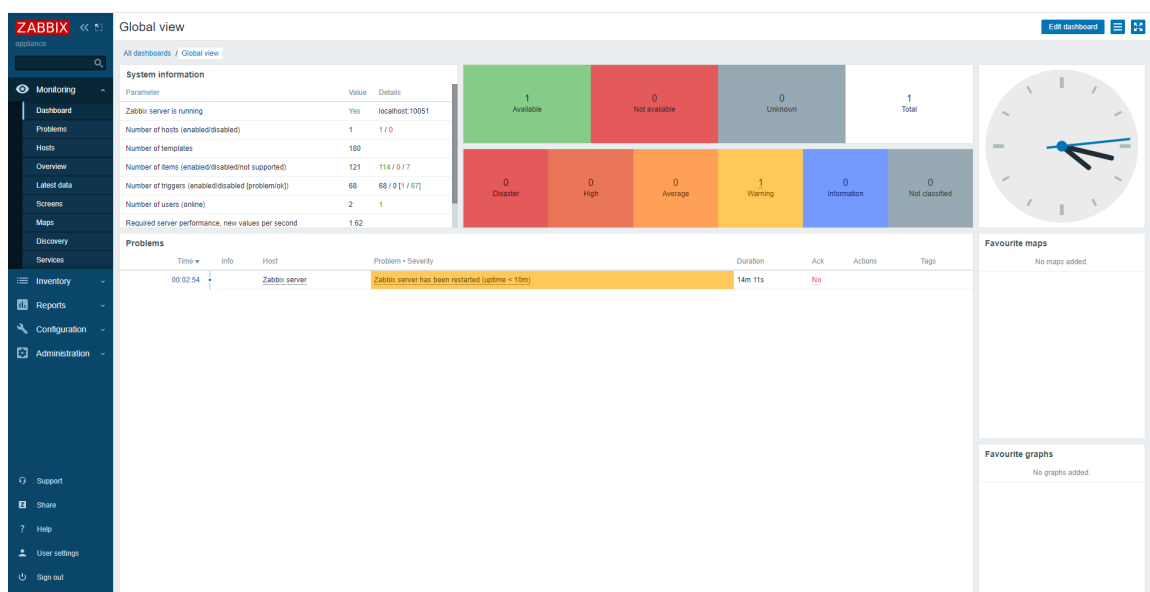 ZABBIX
appliance
Monitoring
Dashboard
Problems
Hosts
Overview
Latest data
Screens
Maps
Discovery
Services
Inventory
Reports
Configuration
Administration
Support
Z Share
? Help
User settings
Sign out
Global view
Edit dashboard
All dashboards / Global view
System information
Parameter Value Details
Zabbix server is running Yes localhost:10051
Number of hosts (enabled/disabled) 1 1 / 0
Number of templates 180
Number of items (enabled/disabled/not supported) 121 114 / 0 / 7
Number of triggers (enabled/disabled [problem/ok]) 68 68 / 0 [1 / 67]
Number of users (online) 2 1
Required server performance, new values per second 1.62
1 Available
0 Not available
0 Unknown
1 Total
0 Disaster
0 High
0 Average
1 Warning
0 Information
0 Not classified
Problems
Time Info Host Problem • Severity Duration Ack Actions Tags
00:02:54 Zabbix server Zabbix server has been restarted (uptime < 10m) 14m 11s No
Favourite maps
No maps added.
Favourite graphs
No graphs added.